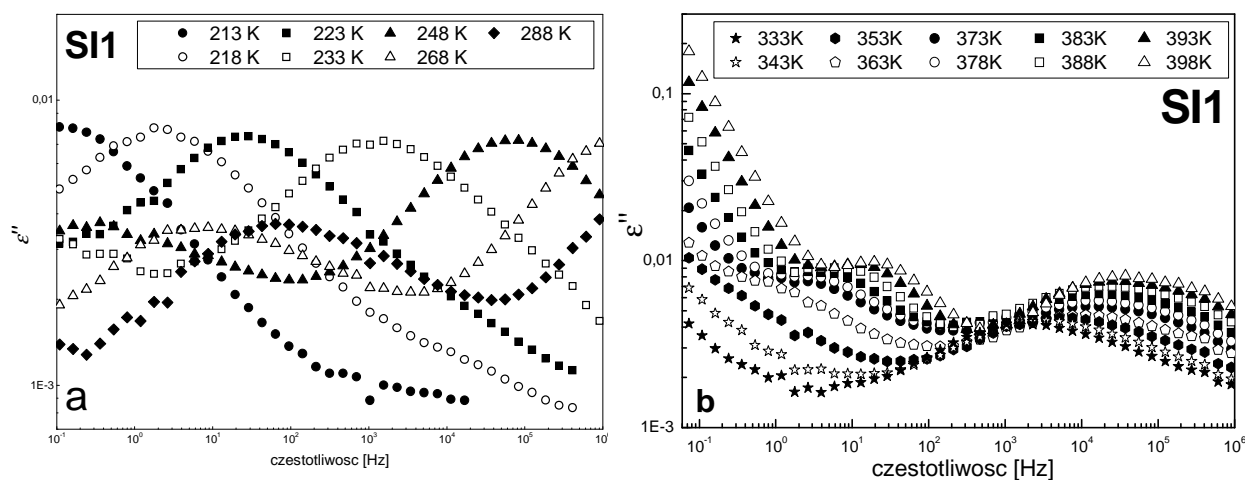 a
SI1
213 K 223 K 248 K 288 K
218 K 233 K 268 K
0,01
ε''
1E-3
a
10-1 100 101 102 103 104 105 10
czestotliwosc [Hz]
333K 353K 373K 383K 393K
343K 363K 378K 388K 398K
SI1
0,1
ε''
0,01
b
1E-3
10-1 100 101 102 103 104 105 106
czestotliwosc [Hz]